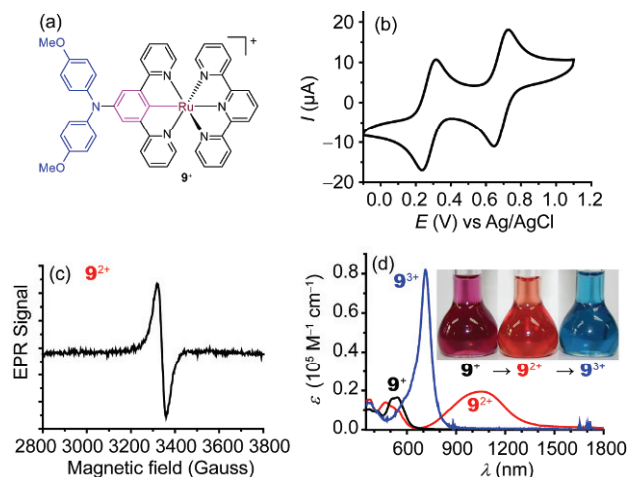 (a)
MeO
N
MeO
N
N
Ru
N
N
N
+
9⁺
(b)
I (μA)
20
10
0
−10
−20
0.0 0.2 0.4 0.6 0.8 1.0 1.2
E (V) vs Ag/AgCl
(c)
9²⁺
EPR Signal
2800 3000 3200 3400 3600 3800
Magnetic field (Gauss)
(d)
ε (10⁵ M⁻¹ cm⁻¹)
0.8
0.6
0.4
0.2
0.0
9³⁺
9⁺
9²⁺
9⁺ → 9²⁺ → 9³⁺
600 900 1200 1500 1800
λ (nm)